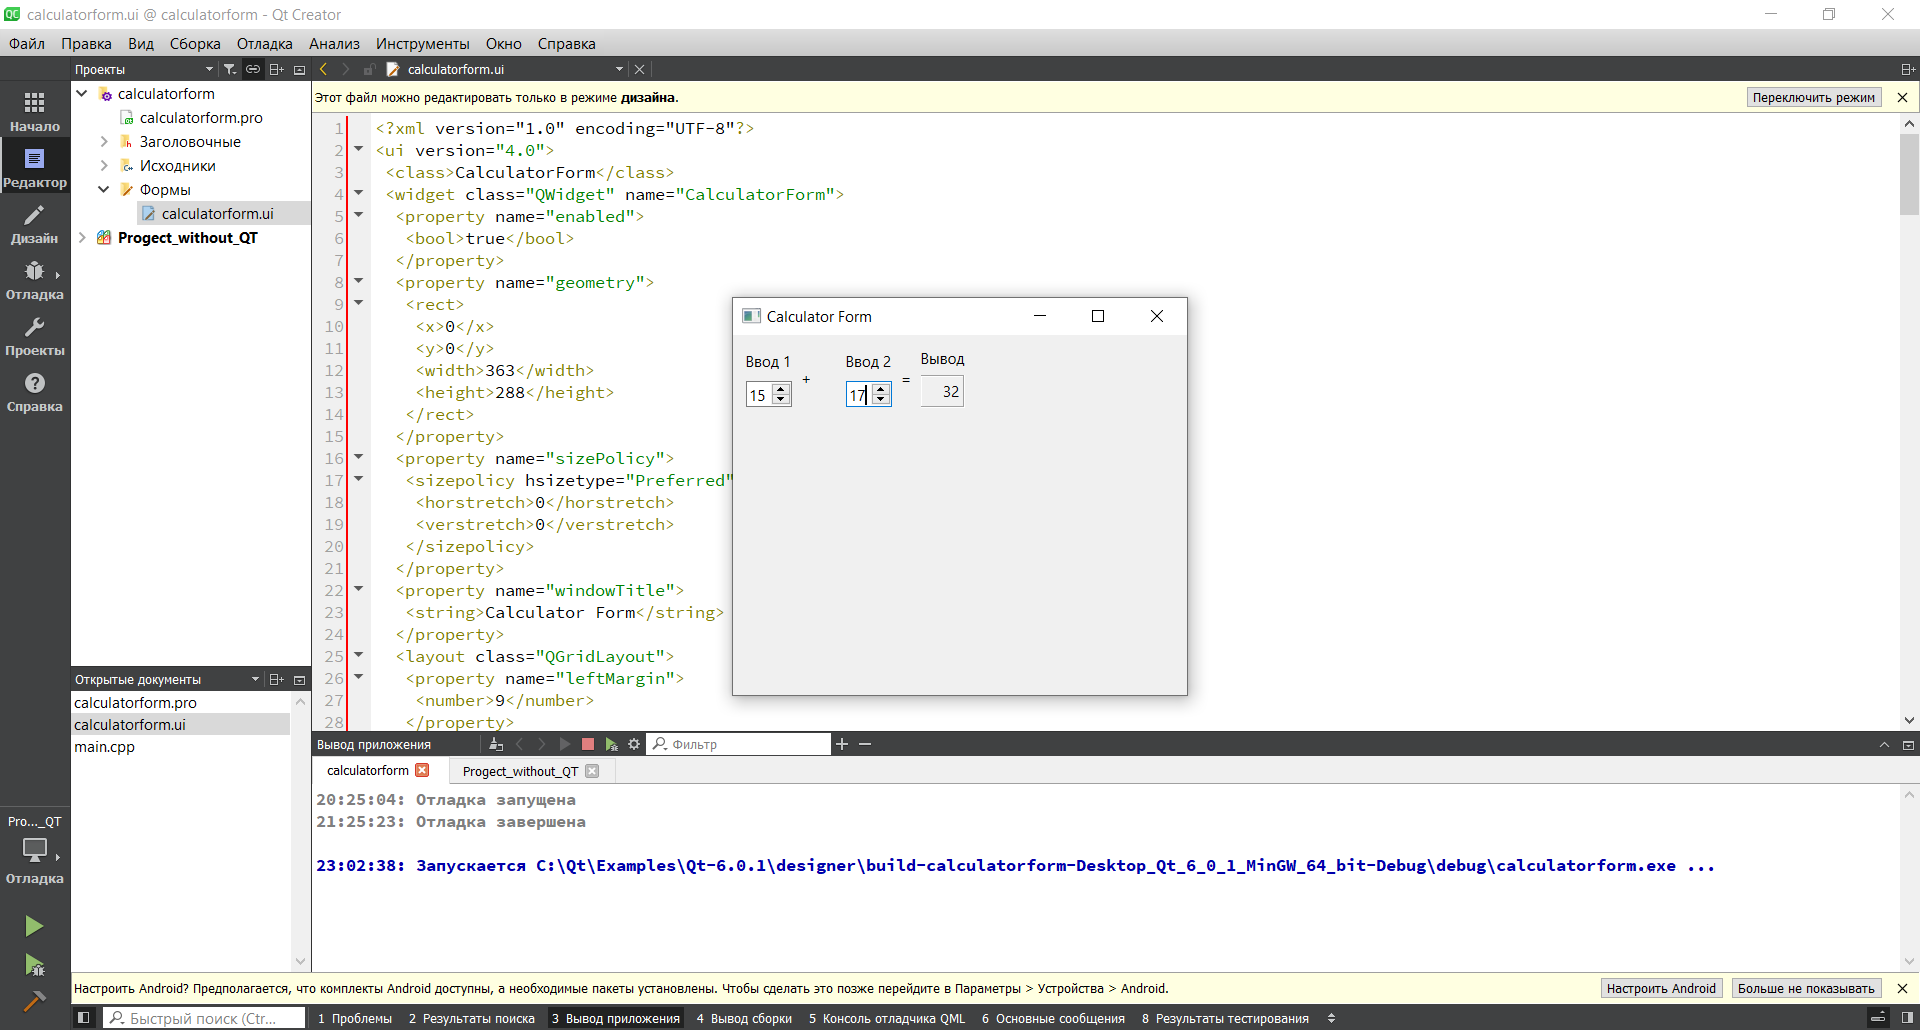 calculatorform.ui @ calculatorform - Qt Creator
Файл Правка Вид Сборка Отладка Анализ Инструменты Окно Справка
Проекты
calculatorform.ui
Начало
Редактор
Дизайн
Отладка
Проекты
Справка
calculatorform
calculatorform.pro
Заголовочные
Исходники
Формы
calculatorform.ui
Progect_without_QT
Этот файл можно редактировать только в режиме дизайна.
Переключить режим
1 <?xml version="1.0" encoding="UTF-8"?>
2 <ui version="4.0">
3 <class>CalculatorForm</class>
4 <widget class="QWidget" name="CalculatorForm">
5 <property name="enabled">
6 <bool>true</bool>
7 </property>
8 <property name="geometry">
9 <rect>
10 <x>0</x>
11 <y>0</y>
12 <width>363</width>
13 <height>288</height>
14 </rect>
15 </property>
16 <property name="sizePolicy">
17 <sizepolicy hsizetype="Preferred"
18 <horstretch>0</horstretch>
19 <verstretch>0</verstretch>
20 </sizepolicy>
21 </property>
22 <property name="windowTitle">
23 <string>Calculator Form</string>
24 </property>
25 <layout class="QGridLayout">
26 <property name="leftMargin">
27 <number>9</number>
28 </property>
Calculator Form
Ввод 1 Ввод 2 Вывод
15 + 17 = 32
Открытые документы
calculatorform.pro
calculatorform.ui
main.cpp
Pro..._QT
Отладка
Вывод приложения
Фильтр
calculatorform
Progect_without_QT
20:25:04: Отладка запущена
21:25:23: Отладка завершена
23:02:38: Запускается C:\Qt\Examples\Qt-6.0.1\designer\build-calculatorform-Desktop_Qt_6_0_1_MinGW_64_bit-Debug\debug\calculatorform.exe ...
Настроить Android? Предполагается, что комплекты Android доступны, а необходимые пакеты установлены. Чтобы сделать это позже перейдите в Параметры > Устройства > Android.
Настроить Android
Больше не показывать
Быстрый поиск (Ctr...
1 Проблемы 2 Результаты поиска 3 Вывод приложения 4 Вывод сборки 5 Консоль отладчика QML 6 Основные сообщения 8 Результаты тестирования